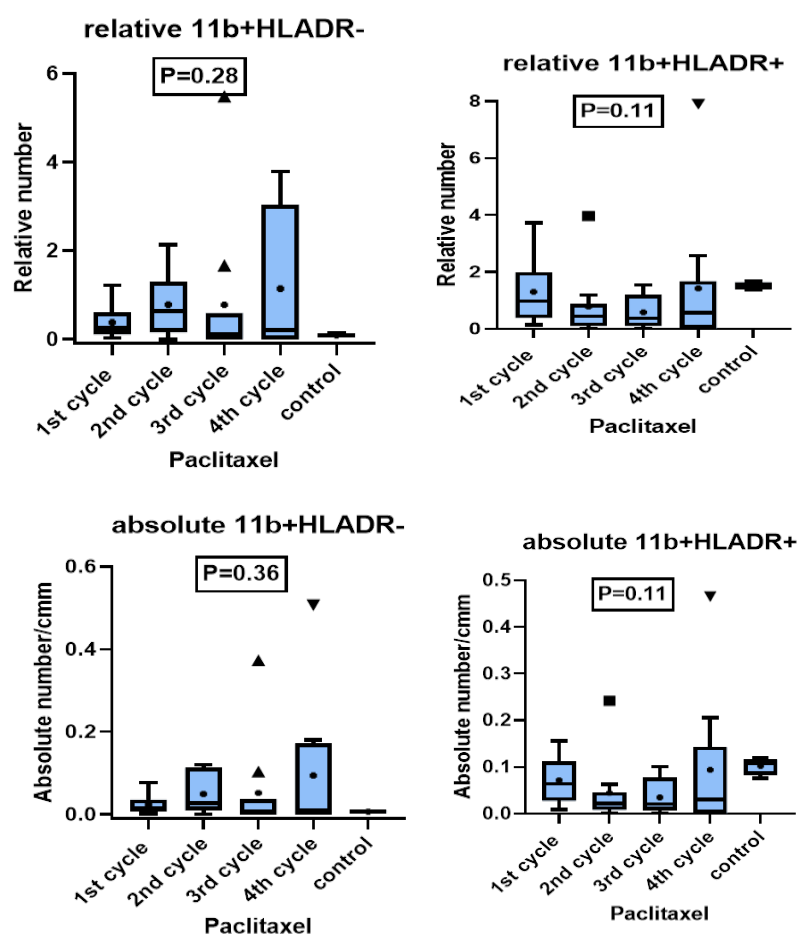 relative 11b+HLADR-
P=0.28
Relative number
6
4
2
0
1st cycle
2nd cycle
3rd cycle
4th cycle
control
Paclitaxel
relative 11b+HLADR+
P=0.11
Relative number
8
6
4
2
0
1st cycle
2nd cycle
3rd cycle
4th cycle
control
Paclitaxel
absolute 11b+HLADR-
P=0.36
Absolute number/cmm
0.6
0.4
0.2
0.0
1st cycle
2nd cycle
3rd cycle
4th cycle
control
Paclitaxel
absolute 11b+HLADR+
P=0.11
Absolute number/cmm
0.5
0.4
0.3
0.2
0.1
0.0
1st cycle
2nd cycle
3rd cycle
4th cycle
control
Paclitaxel